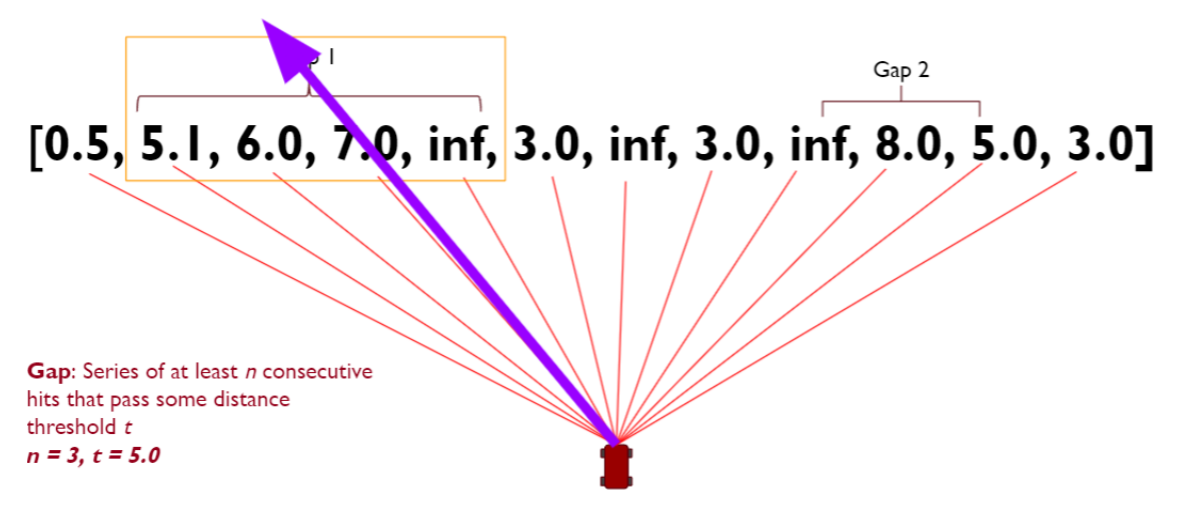 1
Gap 2
[0.5, 5.1, 6.0, 7.0, inf, 3.0, inf, 3.0, inf, 8.0, 5.0, 3.0]
Gap: Series of at least n consecutive
hits that pass some distance
threshold t
n = 3, t = 5.0